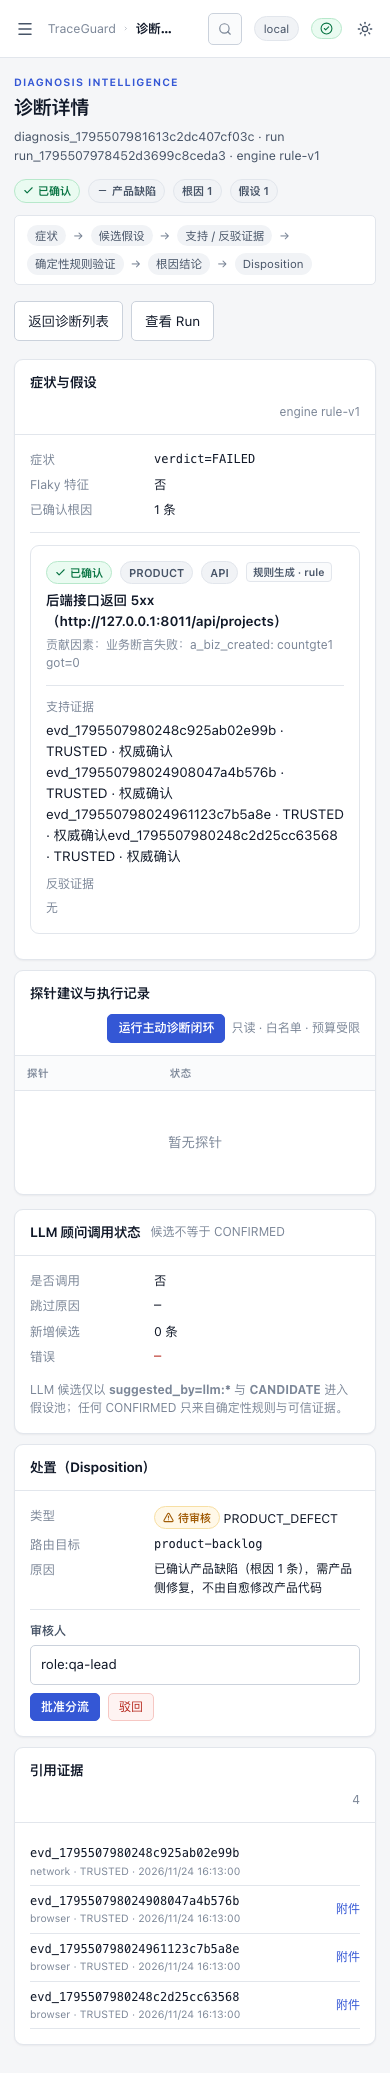 TraceGuard › 诊断... local
DIAGNOSIS INTELLIGENCE
诊断详情
diagnosis_1795507981613c2dc407cf03c · run
run_1795507978452d3699c8ceda3 · engine rule-v1
已确认 产品缺陷 根因 1 假设 1
症状 → 候选假设 → 支持 / 反驳证据 →
确定性规则验证 → 根因结论 → Disposition
返回诊断列表 查看 Run
症状与假设
engine rule-v1
症状 verdict=FAILED
Flaky 特征 否
已确认根因 1 条
已确认 PRODUCT API 规则生成 · rule
后端接口返回 5xx
（http://127.0.0.1:8011/api/projects）
贡献因素：业务断言失败：a_biz_created: countgte1
got=0
支持证据
evd_1795507980248c925ab02e99b ·
TRUSTED · 权威确认
evd_179550798024908047a4b576b ·
TRUSTED · 权威确认
evd_179550798024961123c7b5a8e · TRUSTED
· 权威确认evd_1795507980248c2d25cc63568
· TRUSTED · 权威确认
反驳证据
无
探针建议与执行记录
运行主动诊断闭环 只读 · 白名单 · 预算受限
探针 状态
暂无探针
LLM 顾问调用状态 候选不等于 CONFIRMED
是否调用 否
跳过原因 —
新增候选 0 条
错误 —
LLM 候选仅以 suggested_by=llm:* 与 CANDIDATE 进入
假设池；任何 CONFIRMED 只来自确定性规则与可信证据。
处置（Disposition）
类型 待审核 PRODUCT_DEFECT
路由目标 product-backlog
原因 已确认产品缺陷（根因 1 条），需产品
侧修复，不由自愈修改产品代码
审核人
role:qa-lead
批准分流 驳回
引用证据
4
evd_1795507980248c925ab02e99b
network · TRUSTED · 2026/11/24 16:13:00
evd_179550798024908047a4b576b
browser · TRUSTED · 2026/11/24 16:13:00 附件
evd_179550798024961123c7b5a8e
browser · TRUSTED · 2026/11/24 16:13:00 附件
evd_1795507980248c2d25cc63568
browser · TRUSTED · 2026/11/24 16:13:00 附件